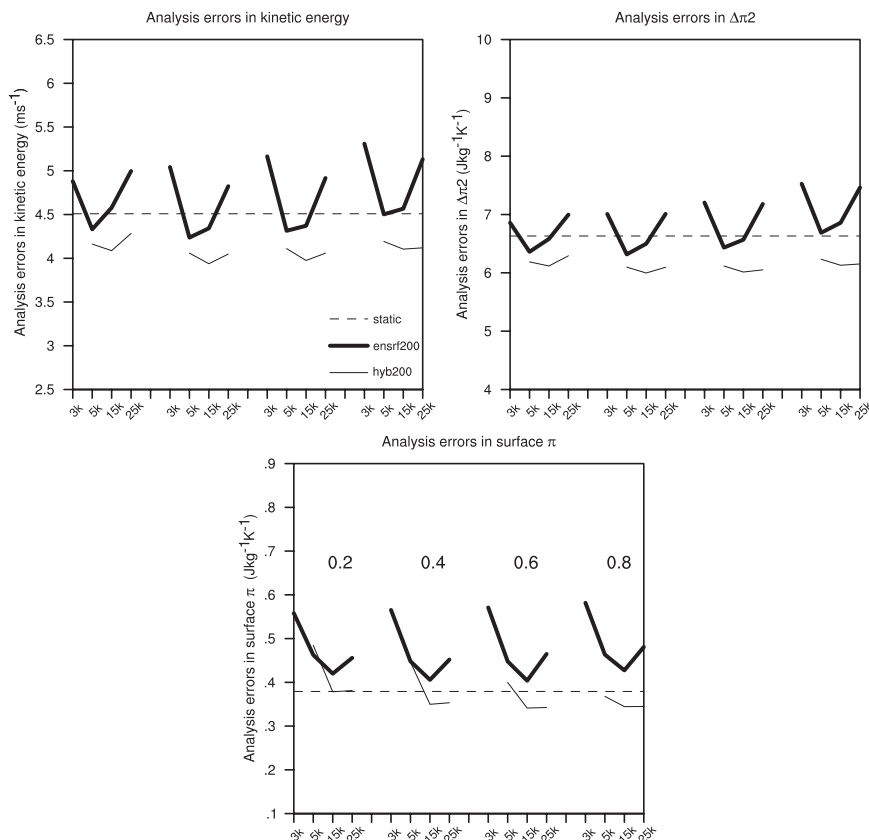 Analysis errors in kinetic energy
Analysis errors in kinetic energy (ms-1)
6.5
6
5.5
5
4.5
4
3.5
3
2.5
static
ensrf200
hyb200
3k 5k 15k 25k 3k 5k 15k 25k 3k 5k 15k 25k 3k 5k 15k 25k
Analysis errors in Δπ2
Analysis errors in Δπ2 (Jkg-1K-1)
10
9
8
7
6
5
4
3k 5k 15k 25k 3k 5k 15k 25k 3k 5k 15k 25k 3k 5k 15k 25k
Analysis errors in surface π
Analysis errors in surface π (Jkg-1K-1)
.9
.8
.7
.6
.5
.4
.3
.2
.1
0.2 0.4 0.6 0.8
3k 5k 15k 25k 3k 5k 15k 25k 3k 5k 15k 25k 3k 5k 15k 25k